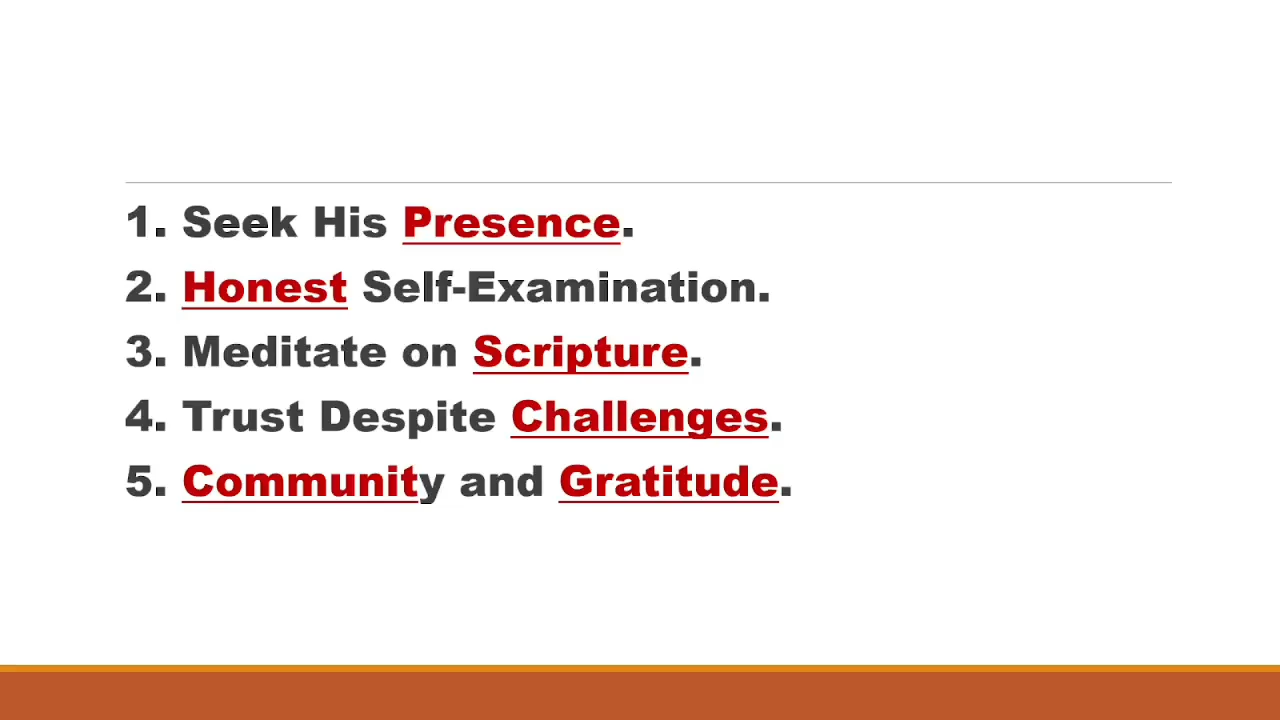 1. Seek His Presence.
2. Honest Self-Examination.
3. Meditate on Scripture.
4. Trust Despite Challenges.
5. Community and Gratitude.